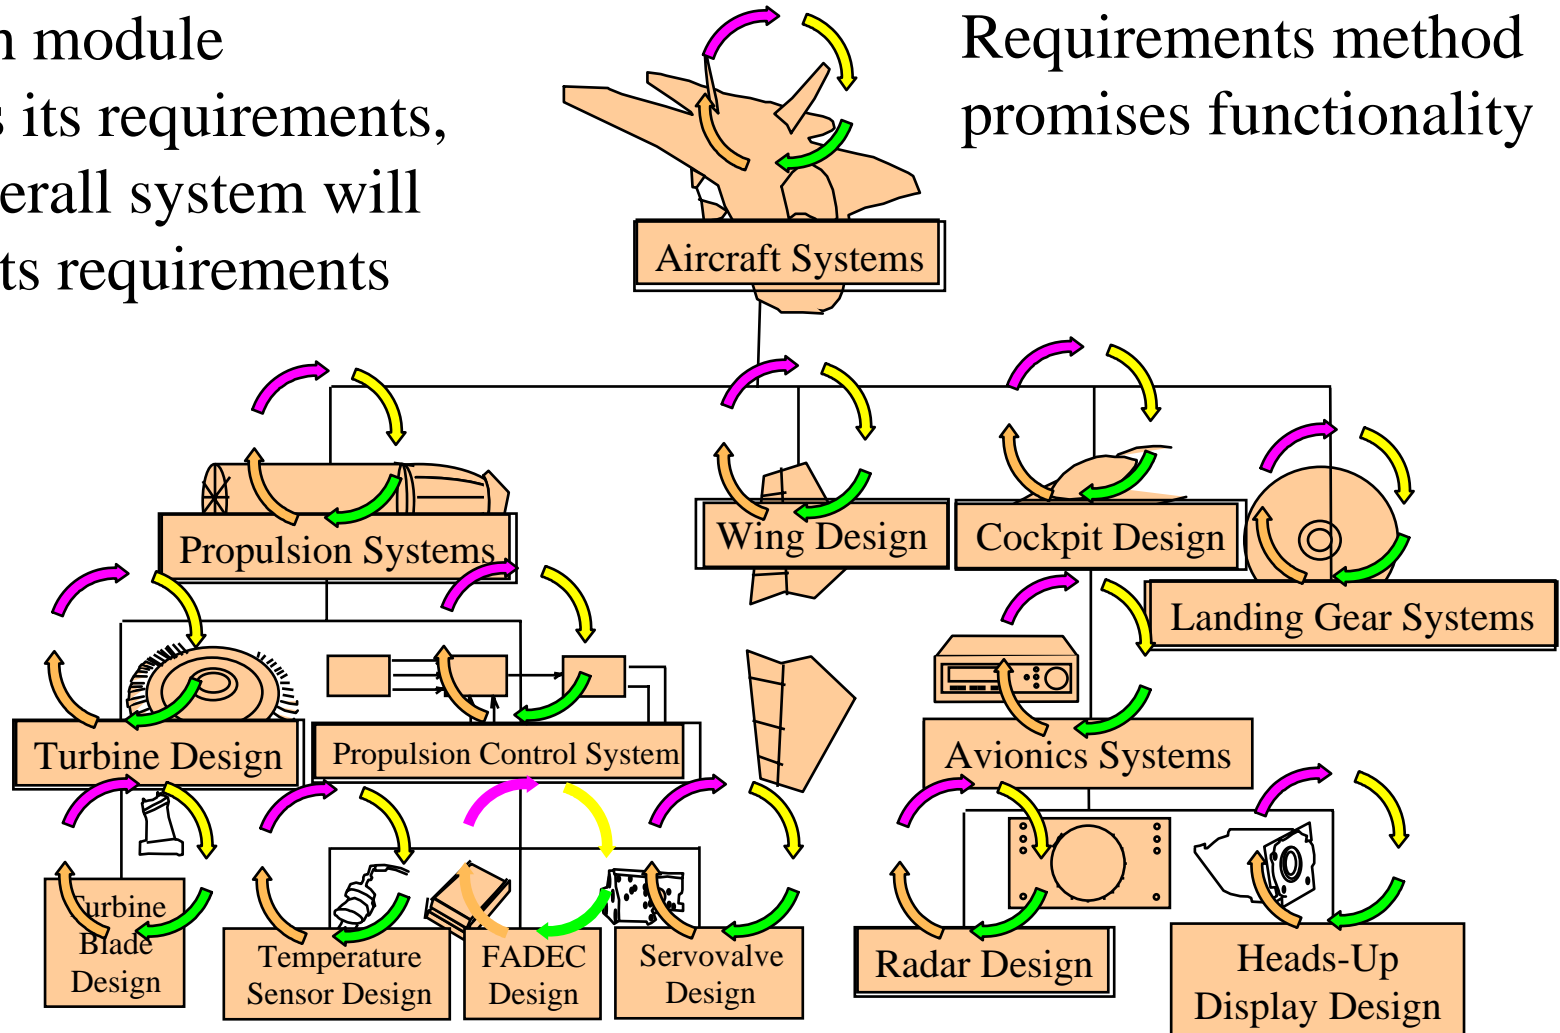 module
its requirements,
system will
requirements
Requirements method
promises functionality
Aircraft Systems
Propulsion Systems
Wing Design
Cockpit Design
Landing Gear Systems
Turbine Design
Propulsion Control System
Avionics Systems
Turbine
Blade
Design
Temperature
Sensor Design
FADEC
Design
Servovalve
Design
Radar Design
Heads-Up
Display Design